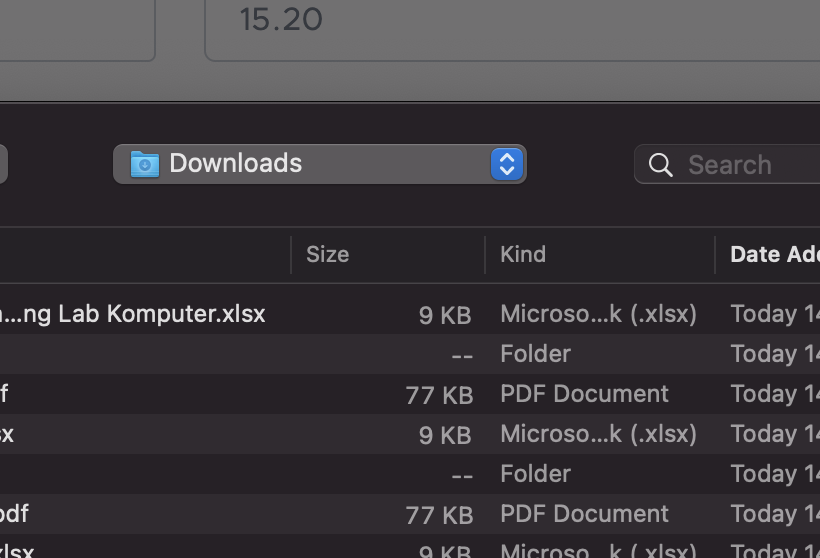 15.20
Downloads
Search
Size Kind Date Ad
...ng Lab Komputer.xlsx 9 KB Microso...k (.xlsx) Today 14
-- Folder Today 14
f 77 KB PDF Document Today 14
sx 9 KB Microso...k (.xlsx) Today 14
-- Folder Today 14
pdf 77 KB PDF Document Today 14
xlsx 9 KB Microso...k (.xlsx) Today 14